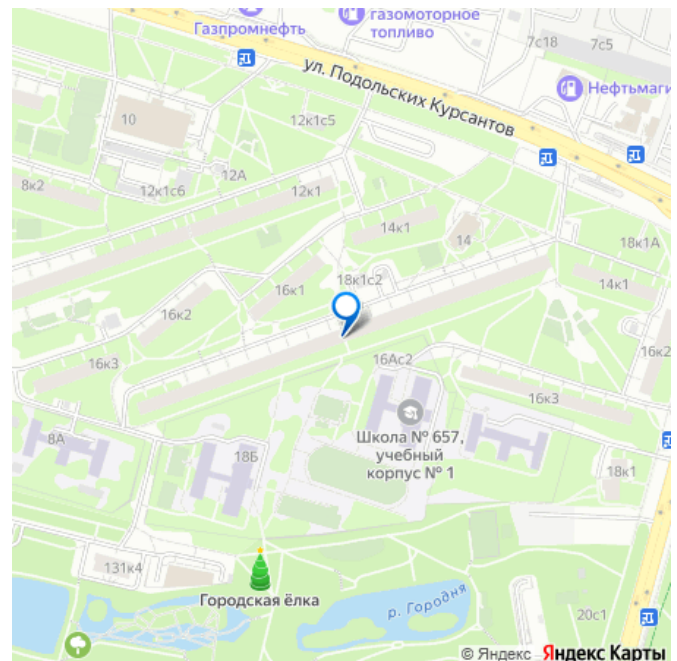 Газпромнефть
газомоторное
топливо
7с18
7с5
ул. Подольских Курсантов
Нефтьмаги
10
12к1с5
12А
12к1с6
12к1
8к2
14к1
14
18к1А
18к1с2
16к1
14к1
16к2
16к3
16Ас2
16к2
16к3
Школа № 657,
учебный
корпус № 1
8А
18Б
18к1
131к4
Городская ёлка
р. Городня
20с1
© Яндекс Яндекс Карты